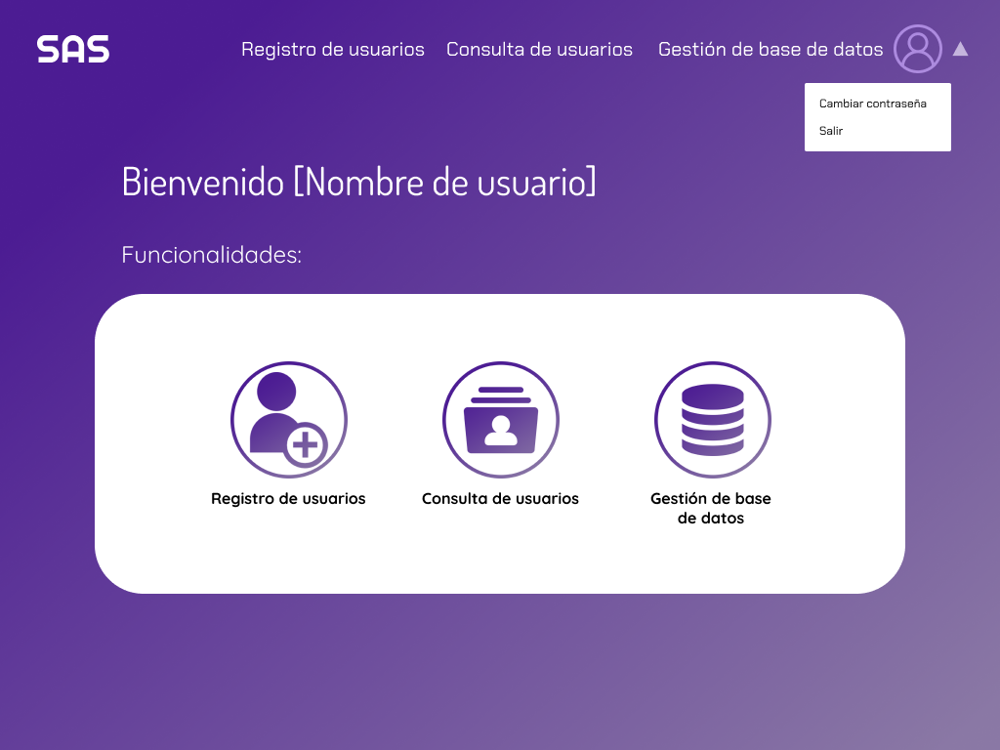 SAS
Registro de usuarios
Consulta de usuarios
Gestión de base de datos
Cambiar contraseña
Salir
Bienvenido [Nombre de usuario]
Funcionalidades:
Registro de usuarios
Consulta de usuarios
Gestión de base
de datos